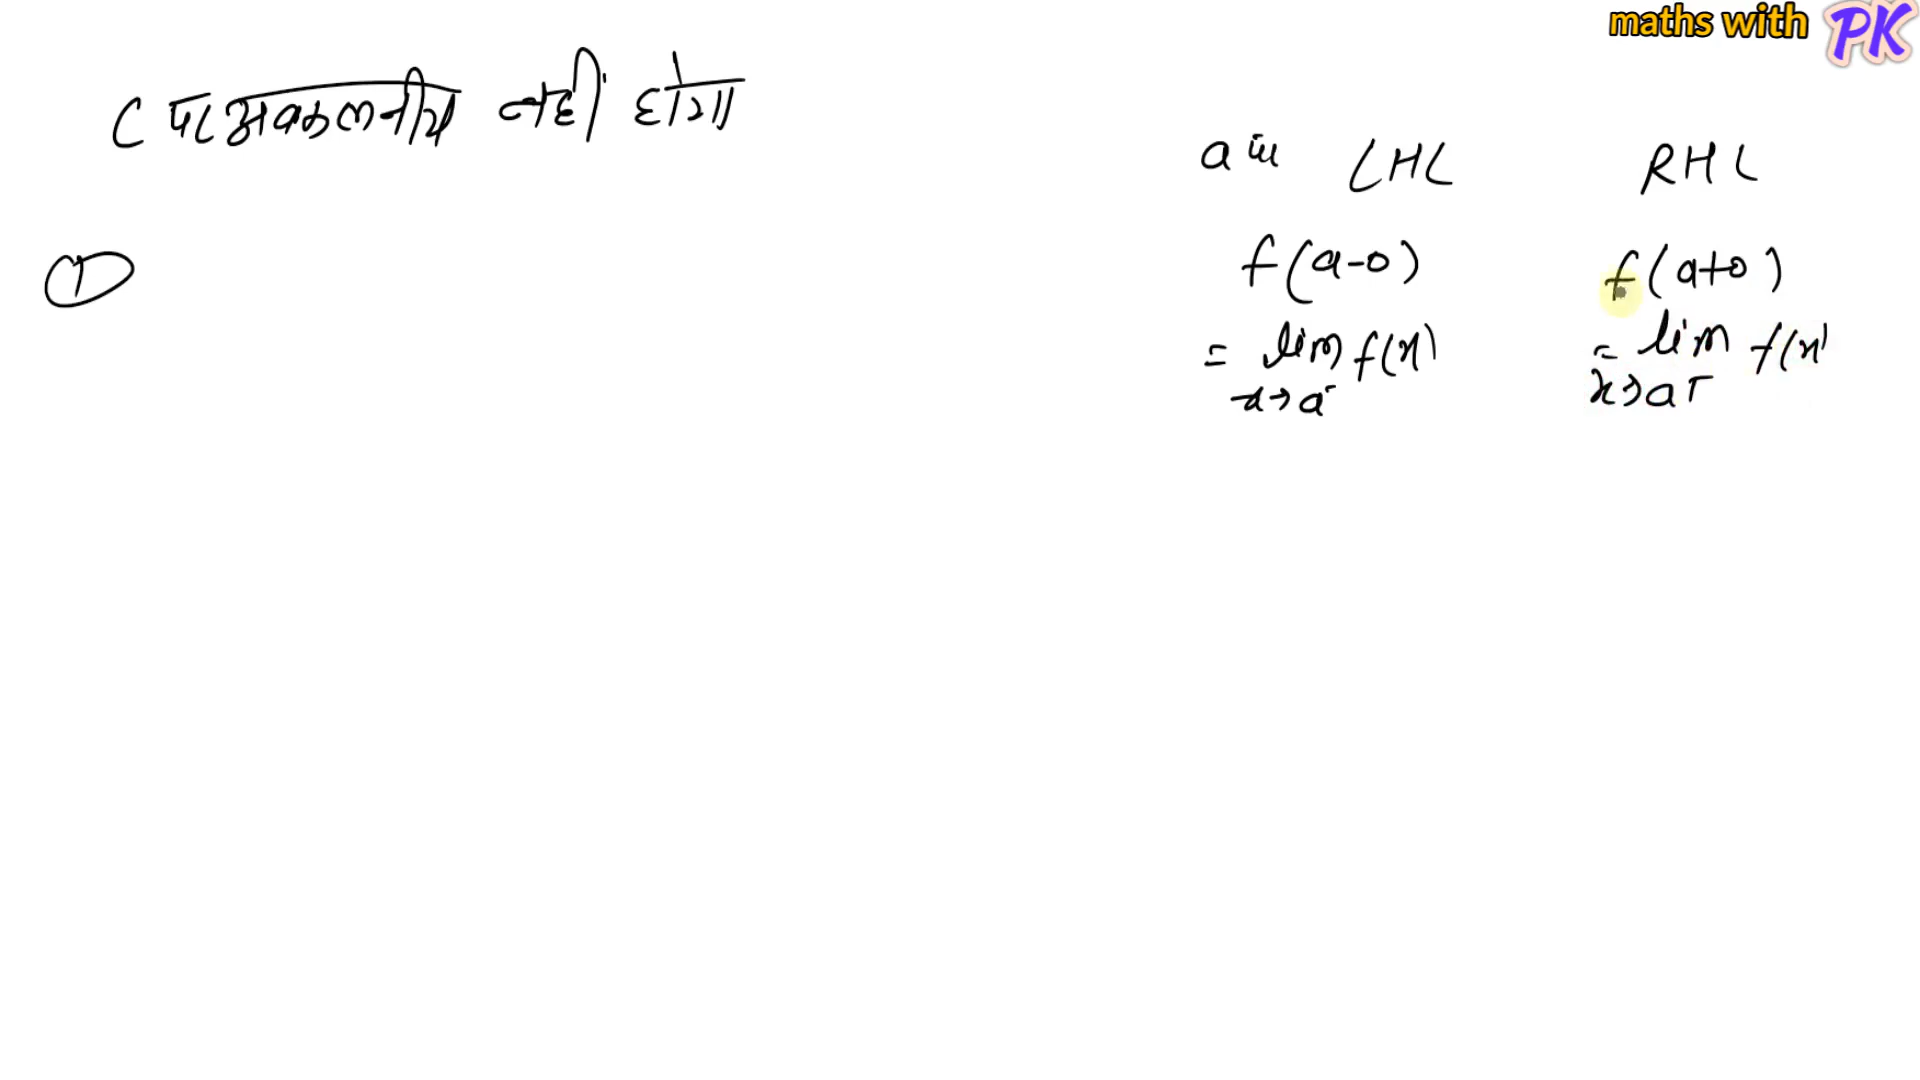 maths with PK
C पर अवकलनीय नहीं होगा
a पर LHL RHL
①
f(a-0) f(a+0)
= lim f(x) = lim f(x)
x→a⁻ x→a⁺